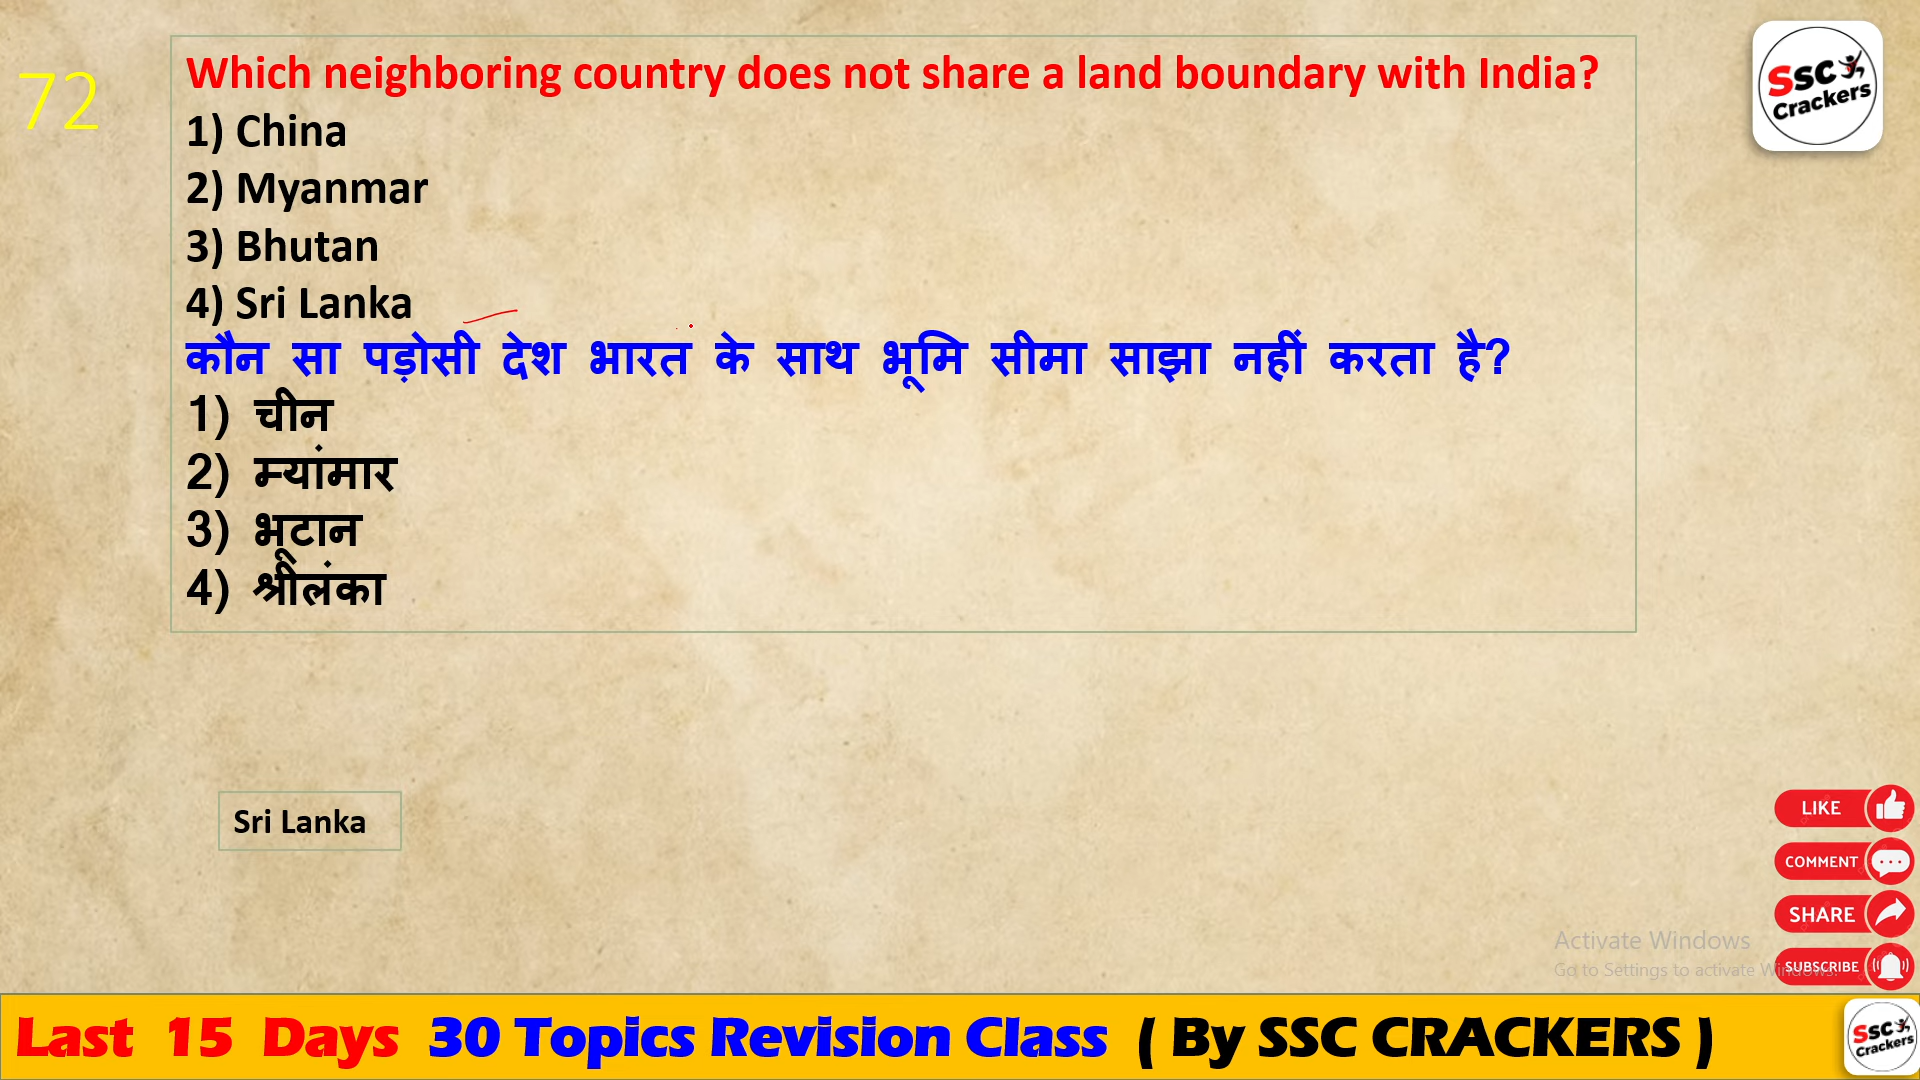 72
Which neighboring country does not share a land boundary with India?
1) China
2) Myanmar
3) Bhutan
4) Sri Lanka
कौन सा पड़ोसी देश भारत के साथ भूमि सीमा साझा नहीं करता है?
1) चीन
2) म्यांमार
3) भूटान
4) श्रीलंका
SSC
Crackers
Sri Lanka
LIKE
COMMENT
SHARE
SUBSCRIBE
Activate Windows
Go to Settings to activate Windows.
Last 15 Days 30 Topics Revision Class ( By SSC CRACKERS )
SSC
Crackers